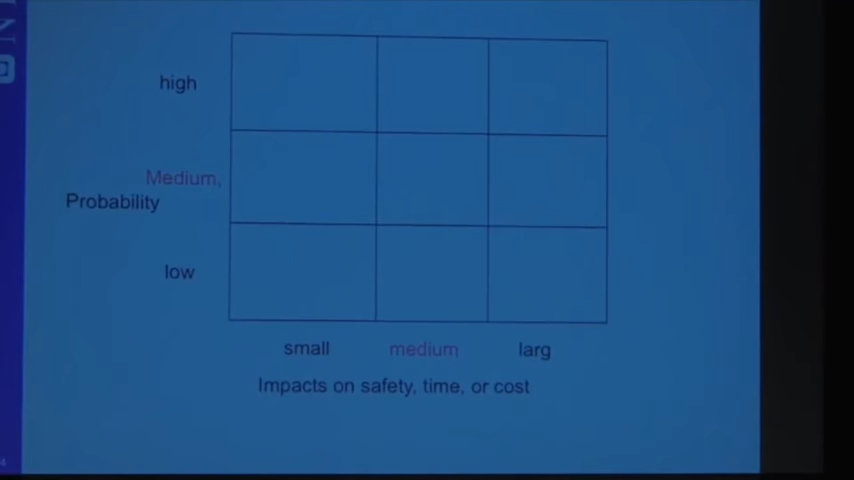 high
Medium,
Probability
low
small medium larg
Impacts on safety, time, or cost